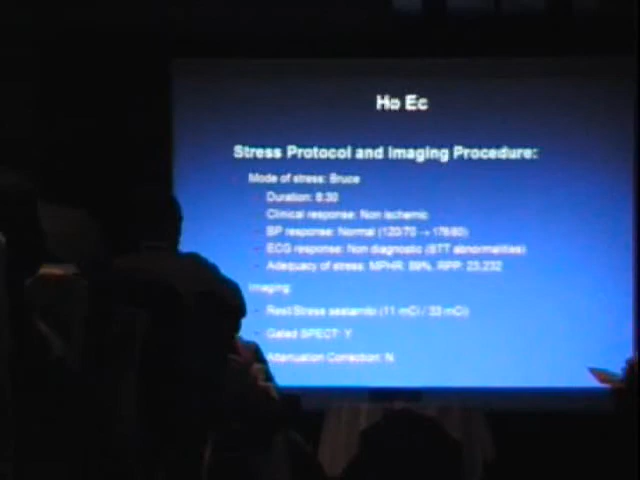 Ho Ec
Stress Protocol and Imaging Procedure:
Mode of stress: Bruce
- Duration: 8:30
- Clinical response: Non ischemic
- BP response: Normal (120/70 → 178/80)
- ECG response: Non diagnostic (STT abnormalities)
- Adequacy of stress: MPHR: 89%, RPP: 23,232
Imaging:
- Rest/Stress sestamibi (11 mCi / 33 mCi)
- Gated SPECT: Y
- Attenuation Correction: N